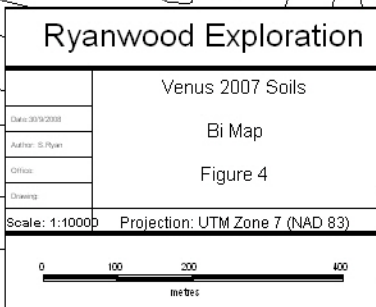 Ryanwood Exploration
Venus 2007 Soils
Bi Map
Figure 4
Date: 30/9/2008
Author: S.Ryan
Office:
Drawing:
Scale: 1:10000
Projection: UTM Zone 7 (NAD 83)
0 100 200 400
metres